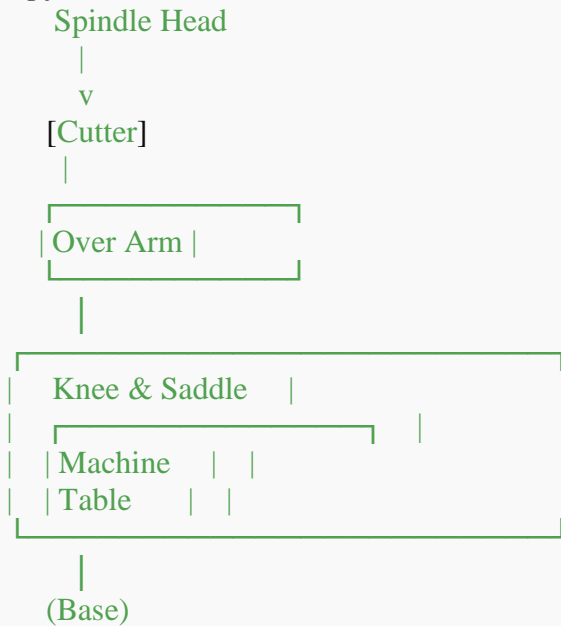 Spindle Head
|
v
[Cutter]
|
| Over Arm |
|
| Knee & Saddle |
| |
| | Machine | |
| | Table | |
|
(Base)